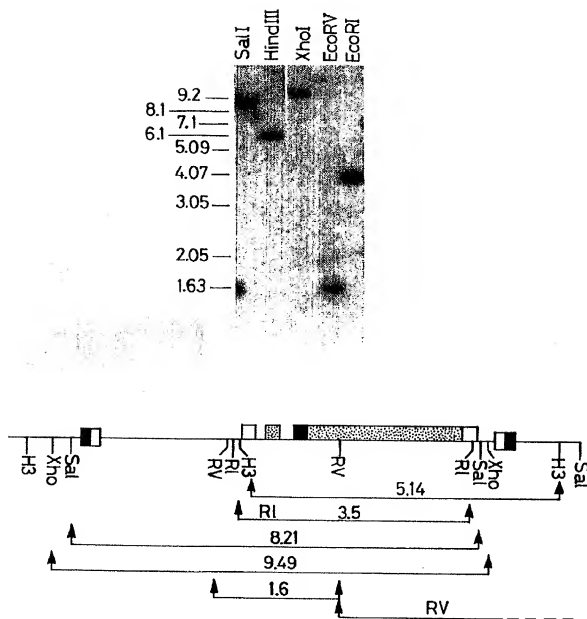 Sal I
HindIII
XhoI
EcoRV
EcoRI
9.2
8.1
7.1
6.1
5.09
4.07
3.05
2.05
1.63
H3
Xho
Sal
RV
RI
H3
RV
RI
Sal
Xho
H3
Sal
5.14
RI 3.5
8.21
9.49
1.6
RV